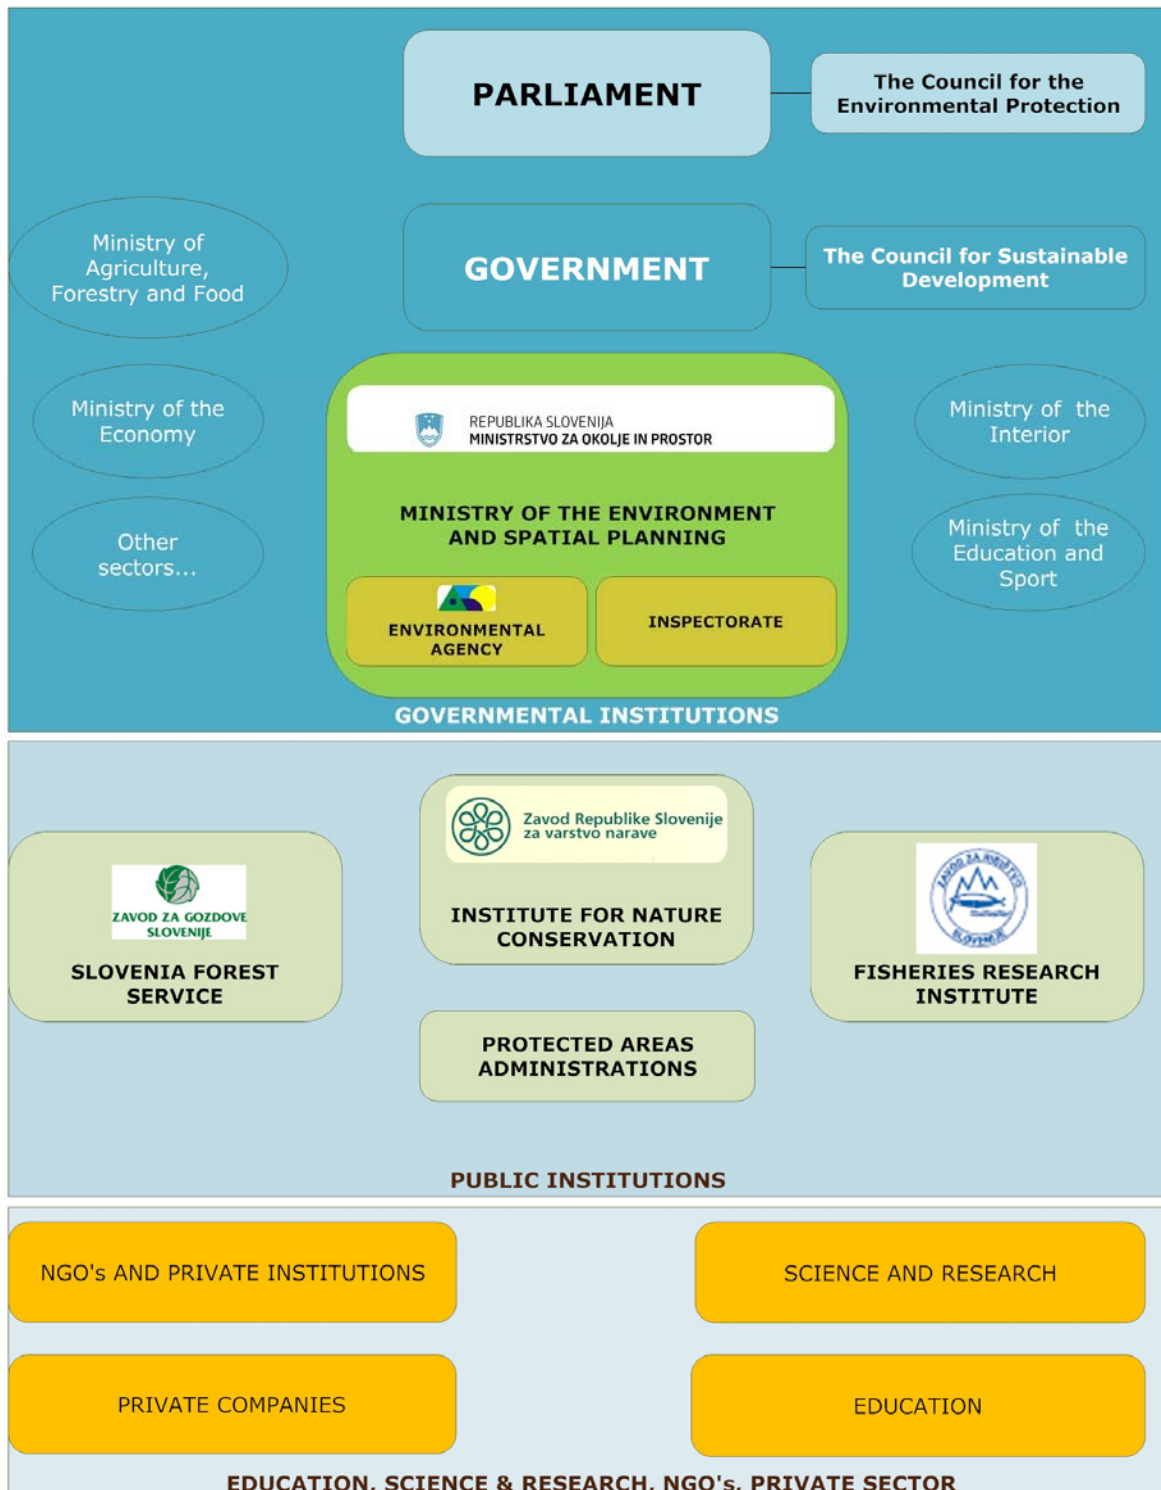 PARLIAMENT
The Council for the
Environmental Protection
Ministry of
Agriculture,
Forestry and Food
GOVERNMENT
The Council for Sustainable
Development
Ministry of the
Economy
REPUBLIKA SLOVENIJA
MINISTRSTVO ZA OKOLJE IN PROSTOR
Ministry of  the
Interior
MINISTRY OF THE ENVIRONMENT
AND SPATIAL PLANNING
Other
sectors...
Ministry of  the
Education and
Sport
ENVIRONMENTAL
AGENCY
INSPECTORATE
GOVERNMENTAL INSTITUTIONS
Zavod Republike Slovenije
za varstvo narave
INSTITUTE FOR NATURE
CONSERVATION
ZAVOD ZA GOZDOVE
SLOVENIJE
SLOVENIA FOREST
SERVICE
ZAVOD ZA RIBIŠTVO
SLOVENIJE
FISHERIES RESEARCH
INSTITUTE
PROTECTED AREAS
ADMINISTRATIONS
PUBLIC INSTITUTIONS
NGO's AND PRIVATE INSTITUTIONS
SCIENCE AND RESEARCH
PRIVATE COMPANIES
EDUCATION
EDUCATION, SCIENCE & RESEARCH, NGO's, PRIVATE SECTOR